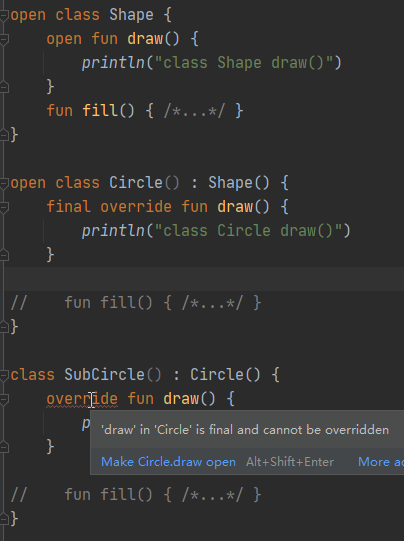 open class Shape {
    open fun draw() {
        println("class Shape draw()")
    }
    fun fill() { /*...*/ }
}
open class Circle() : Shape() {
    final override fun draw() {
        println("class Circle draw()")
    }
//    fun fill() { /*...*/ }
}
class SubCircle() : Circle() {
    override fun draw() {
        p
'draw' in 'Circle' is final and cannot be overridden
    }
Make Circle.draw open Alt+Shift+Enter More
//    fun fill() { /*...*/ }
}